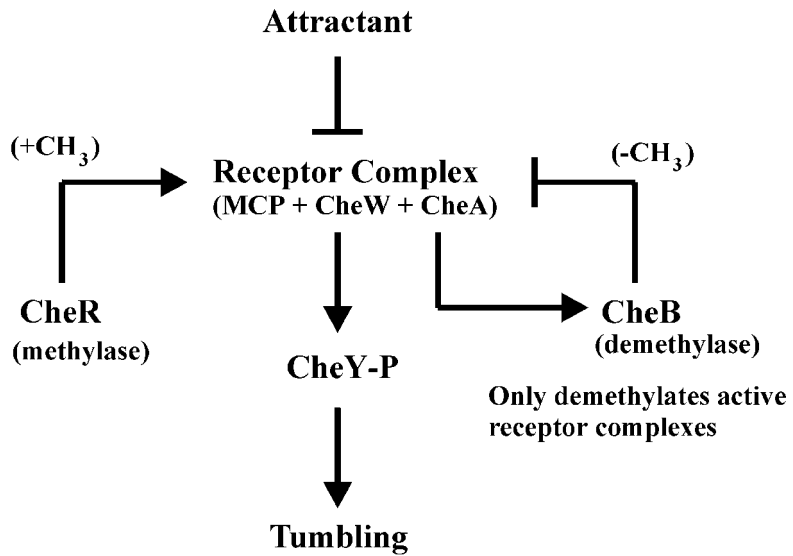 Attractant
(+CH3)
(-CH3)
Receptor Complex
(MCP + CheW + CheA)
CheR
(methylase)
CheB
(demethylase)
CheY-P
Only demethylates active
receptor complexes
Tumbling